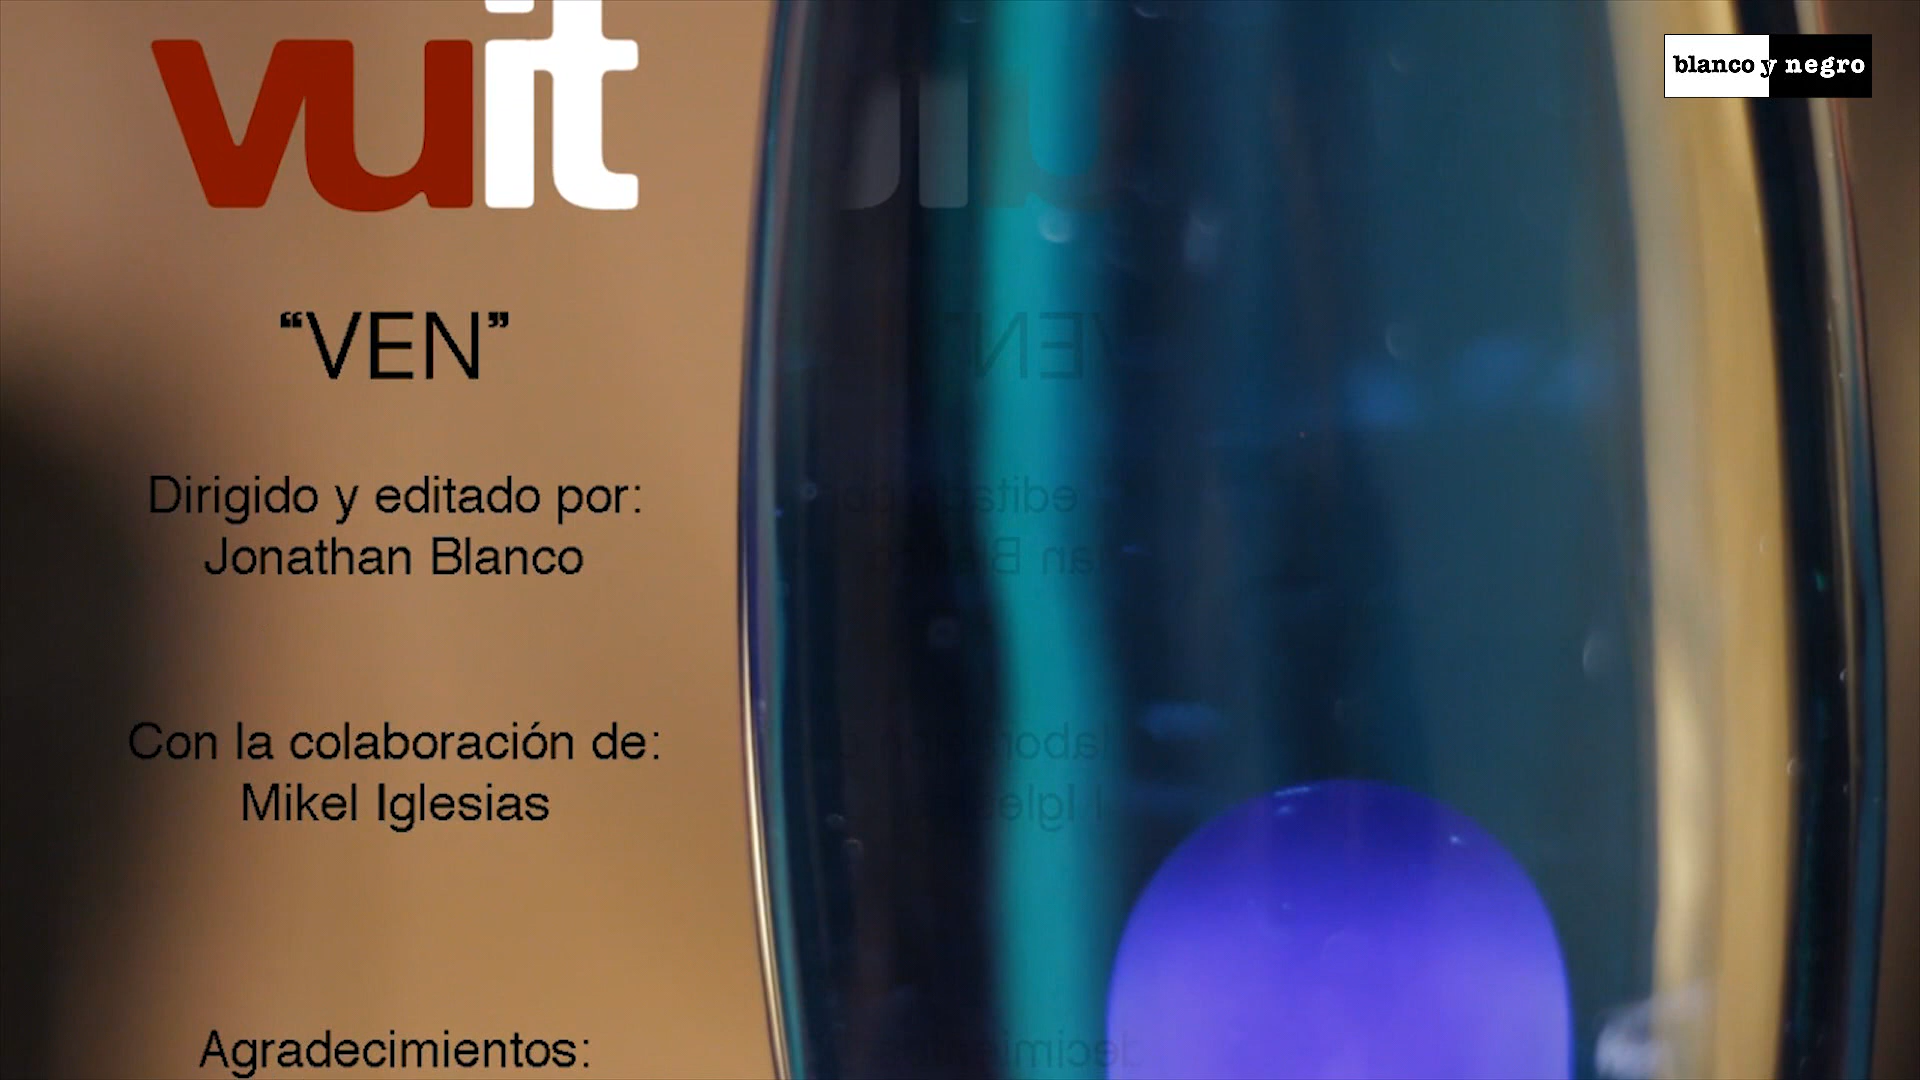 vuit
blanco y negro
“VEN”
Dirigido y editado por:
Jonathan Blanco
Con la colaboración de:
Mikel Iglesias
Agradecimientos: